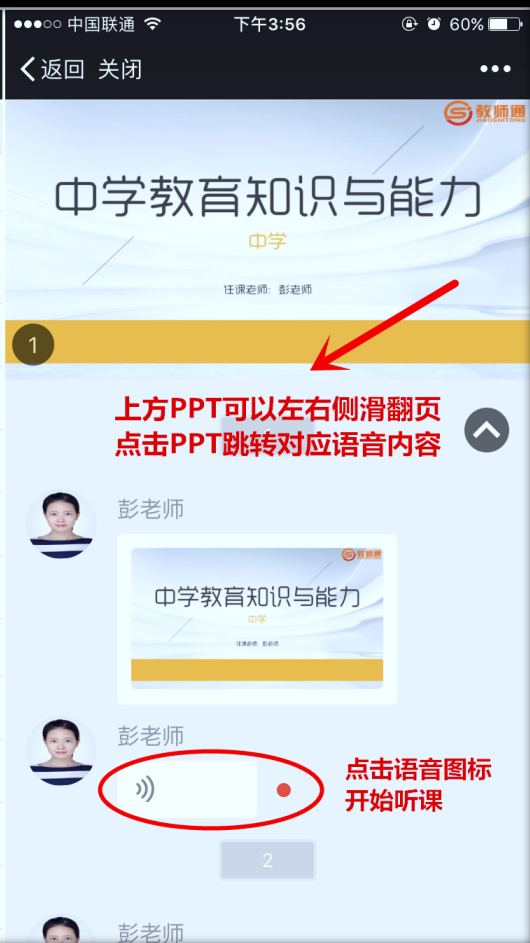 中国联通
下午3:56
60%
返回 关闭
教师通
JIAOSHITONG
中学教育知识与能力
中学
任课老师：彭老师
1
上方PPT可以左右侧滑翻页
点击PPT跳转对应语音内容
彭老师
教师通
中学教育知识与能力
中学
任课老师：彭老师
彭老师
点击语音图标
开始听课
2
彭老师